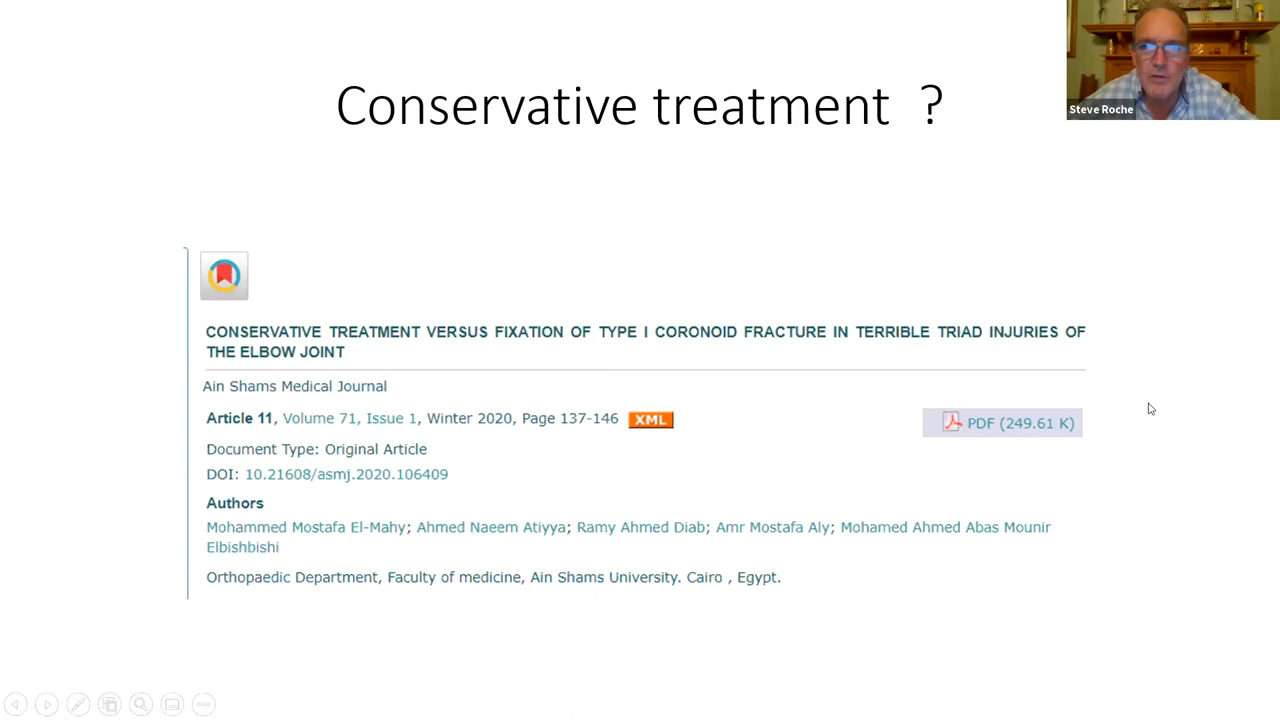 Conservative treatment ?
Steve Roche
CONSERVATIVE TREATMENT VERSUS FIXATION OF TYPE I CORONOID FRACTURE IN TERRIBLE TRIAD INJURIES OF
THE ELBOW JOINT
Ain Shams Medical Journal
Article 11, Volume 71, Issue 1, Winter 2020, Page 137-146 XML
PDF (249.61 K)
Document Type: Original Article
DOI: 10.21608/asmj.2020.106409
Authors
Mohammed Mostafa El-Mahy; Ahmed Naeem Atiyya; Ramy Ahmed Diab; Amr Mostafa Aly; Mohamed Ahmed Abas Mounir
Elbishbishi
Orthopaedic Department, Faculty of medicine, Ain Shams University. Cairo , Egypt.